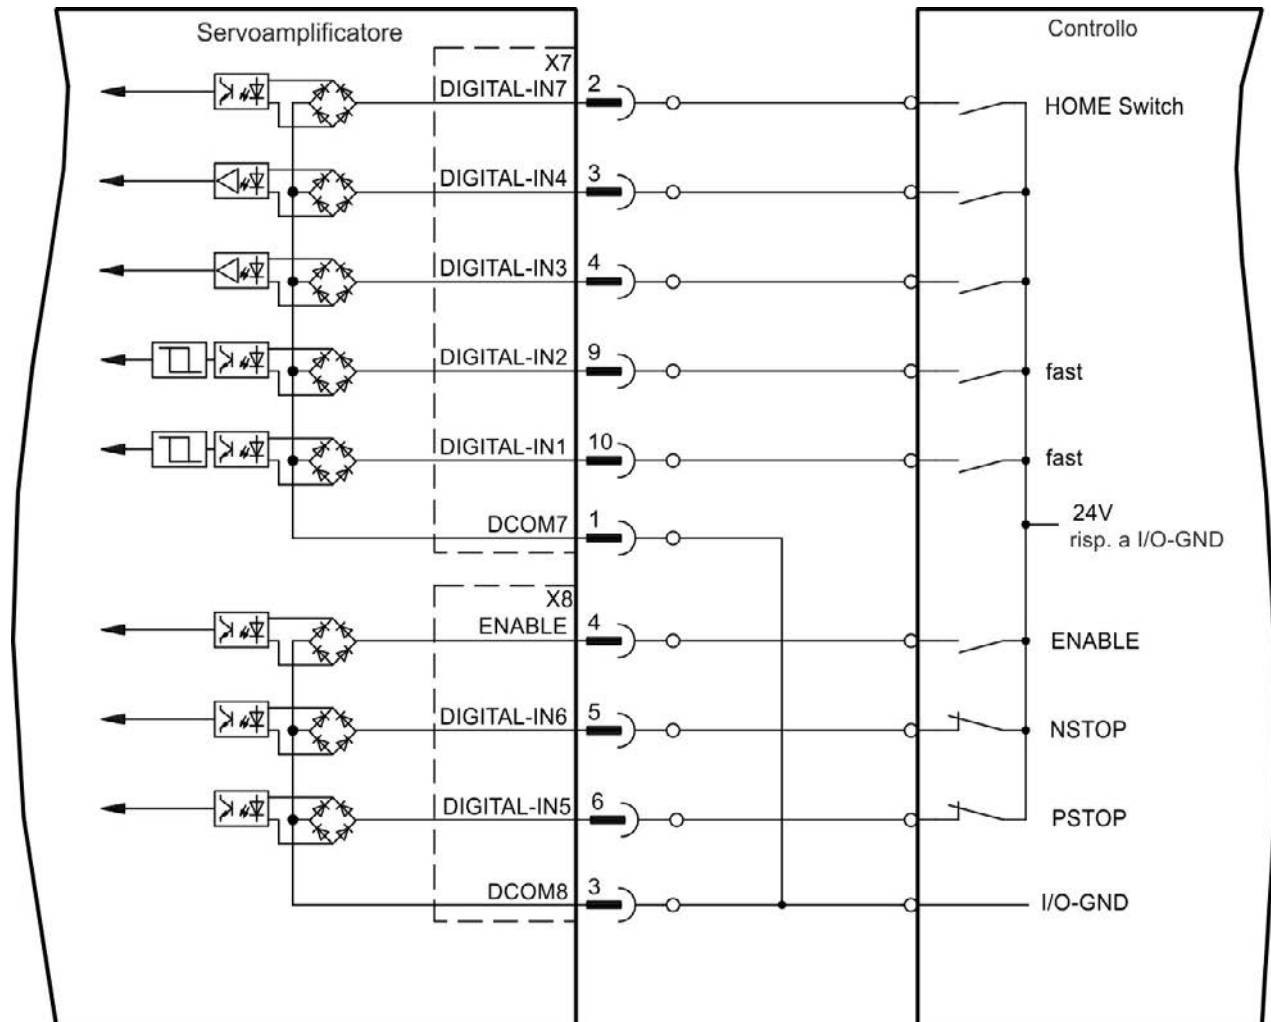 Servoamplificatore
Controllo
X7
DIGITAL-IN7
2
HOME Switch
DIGITAL-IN4
3
DIGITAL-IN3
4
DIGITAL-IN2
9
fast
DIGITAL-IN1
10
fast
DCOM7
1
24V
risp. a I/O-GND
X8
ENABLE
4
ENABLE
DIGITAL-IN6
5
NSTOP
DIGITAL-IN5
6
PSTOP
DCOM8
3
I/O-GND